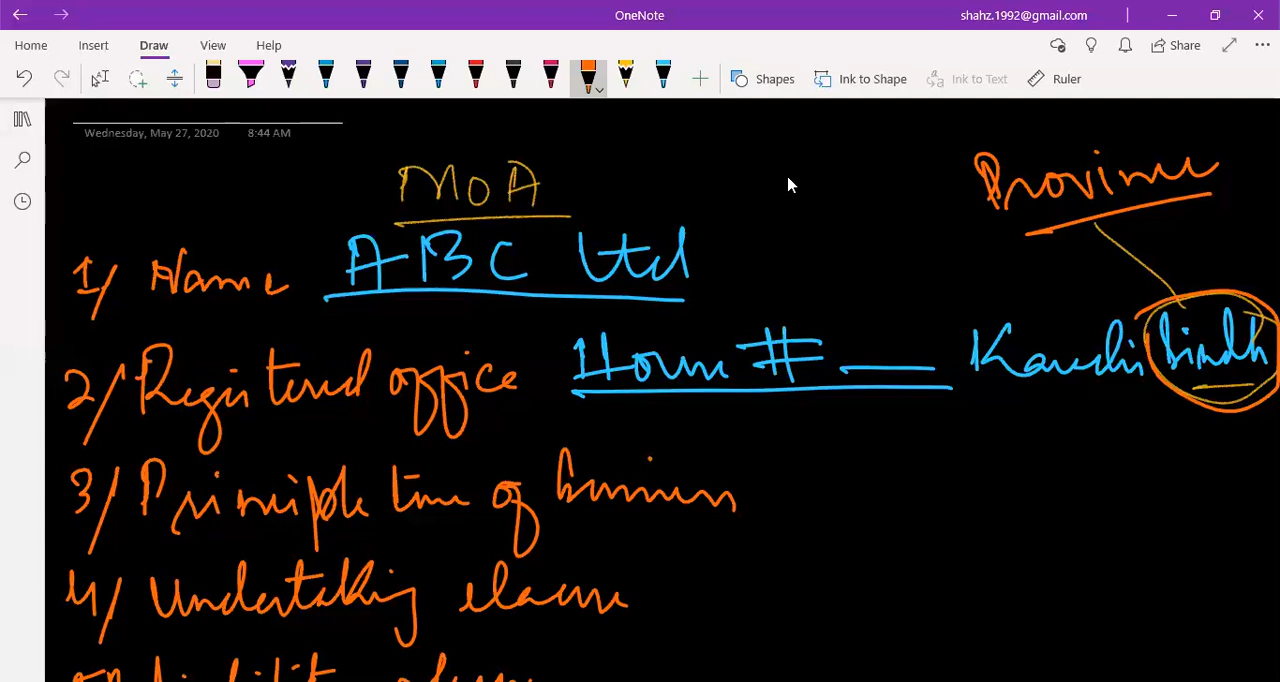 OneNote
shahz.1992@gmail.com
Home Insert Draw View Help
Share
Shapes Ink to Shape Ink to Text Ruler
Wednesday, May 27, 2020 8:44 AM
MOA
Province
1/ Name ABC Ltd
2/ Registered office House # ___ Karachi Sindh
3/ Principle line of business
4/ Undertaking clause